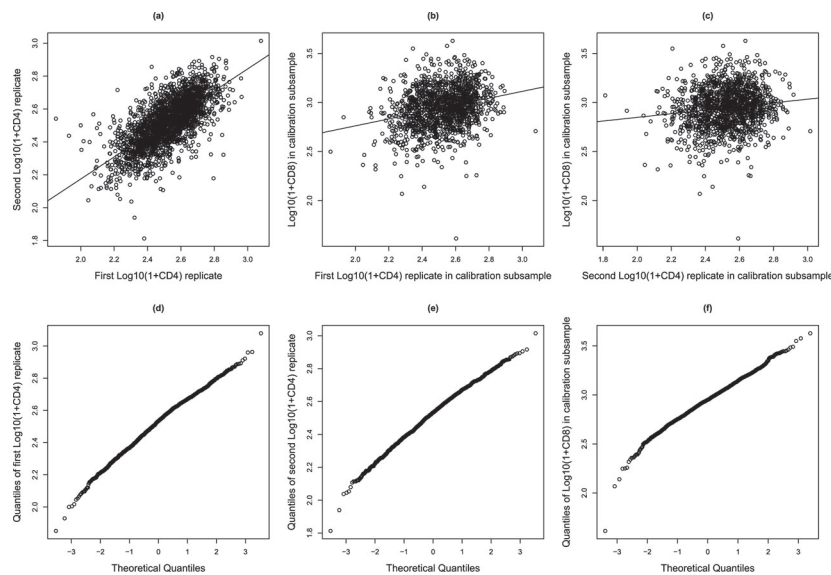 (a)
Second Log10(1+CD4) replicate
3.0
2.8
2.6
2.4
2.2
2.0
1.8
2.0 2.2 2.4 2.6 2.8 3.0
First Log10(1+CD4) replicate
(b)
Log10(1+CD8) in calibration subsample
3.5
3.0
2.5
2.0
2.0 2.2 2.4 2.6 2.8 3.0
First Log10(1+CD4) replicate in calibration subsample
(c)
Log10(1+CD8) in calibration subsample
3.5
3.0
2.5
2.0
1.8 2.0 2.2 2.4 2.6 2.8 3.0
Second Log10(1+CD4) replicate in calibration subsample
(d)
Quantiles of first Log10(1+CD4) replicate
3.0
2.8
2.6
2.4
2.2
2.0
−3 −2 −1 0 1 2 3
Theoretical Quantiles
(e)
Quantiles of second Log10(1+CD4) replicate
3.0
2.8
2.6
2.4
2.2
2.0
1.8
−3 −2 −1 0 1 2 3
Theoretical Quantiles
(f)
Quantiles of Log10(1+CD8) in calibration subsample
3.5
3.0
2.5
2.0
−3 −2 −1 0 1 2 3
Theoretical Quantiles